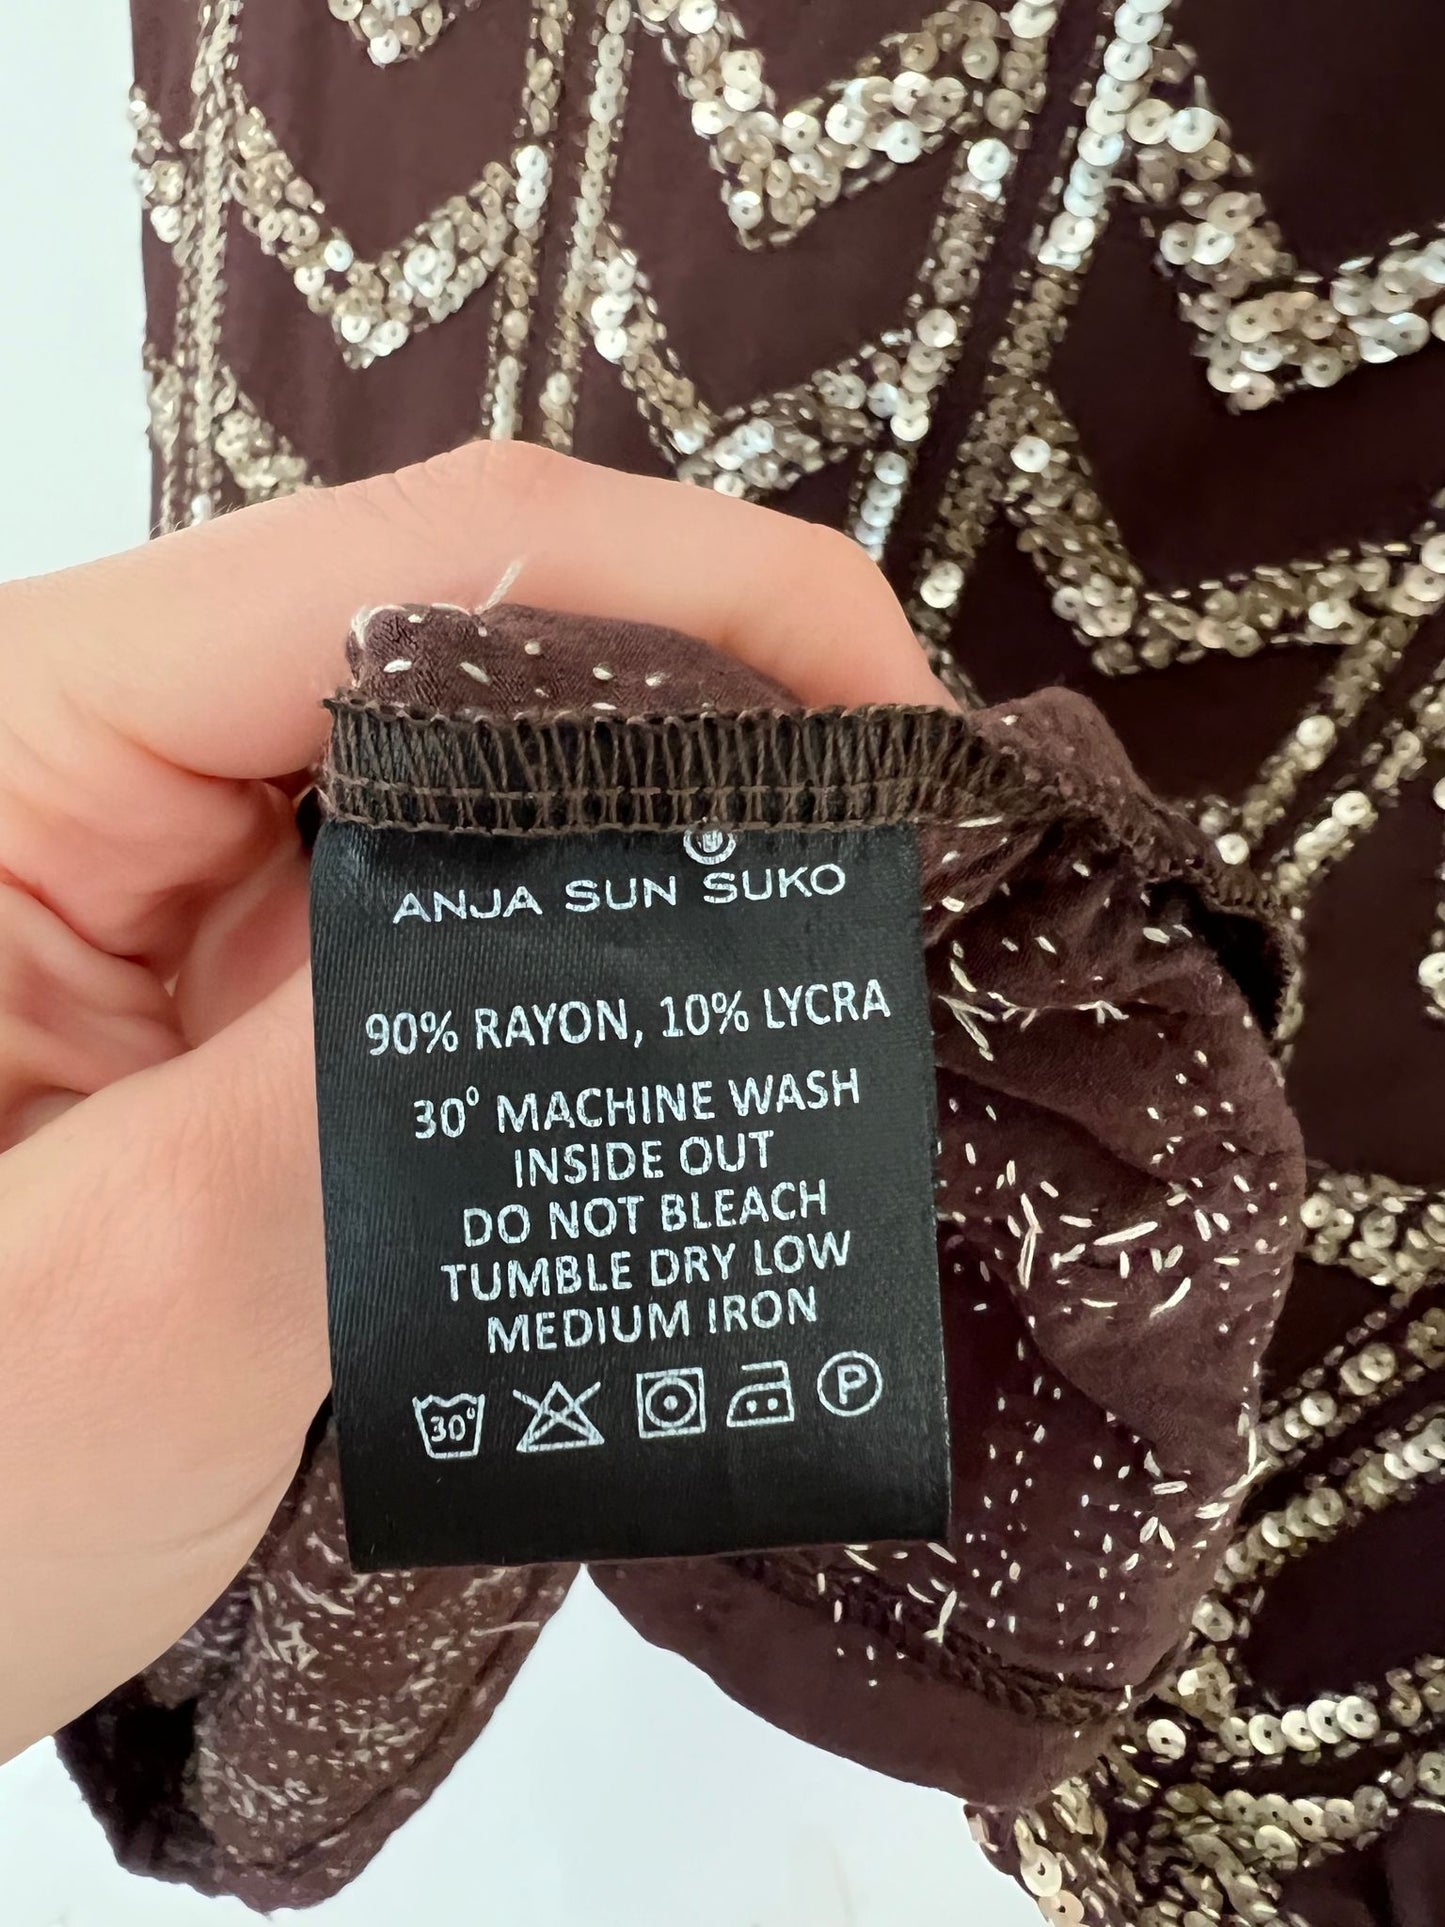 ANJA SUN SUKO
90% RAYON, 10% LYCRA
30° MACHINE WASH
INSIDE OUT
DO NOT BLEACH
TUMBLE DRY LOW
MEDIUM IRON
30° P